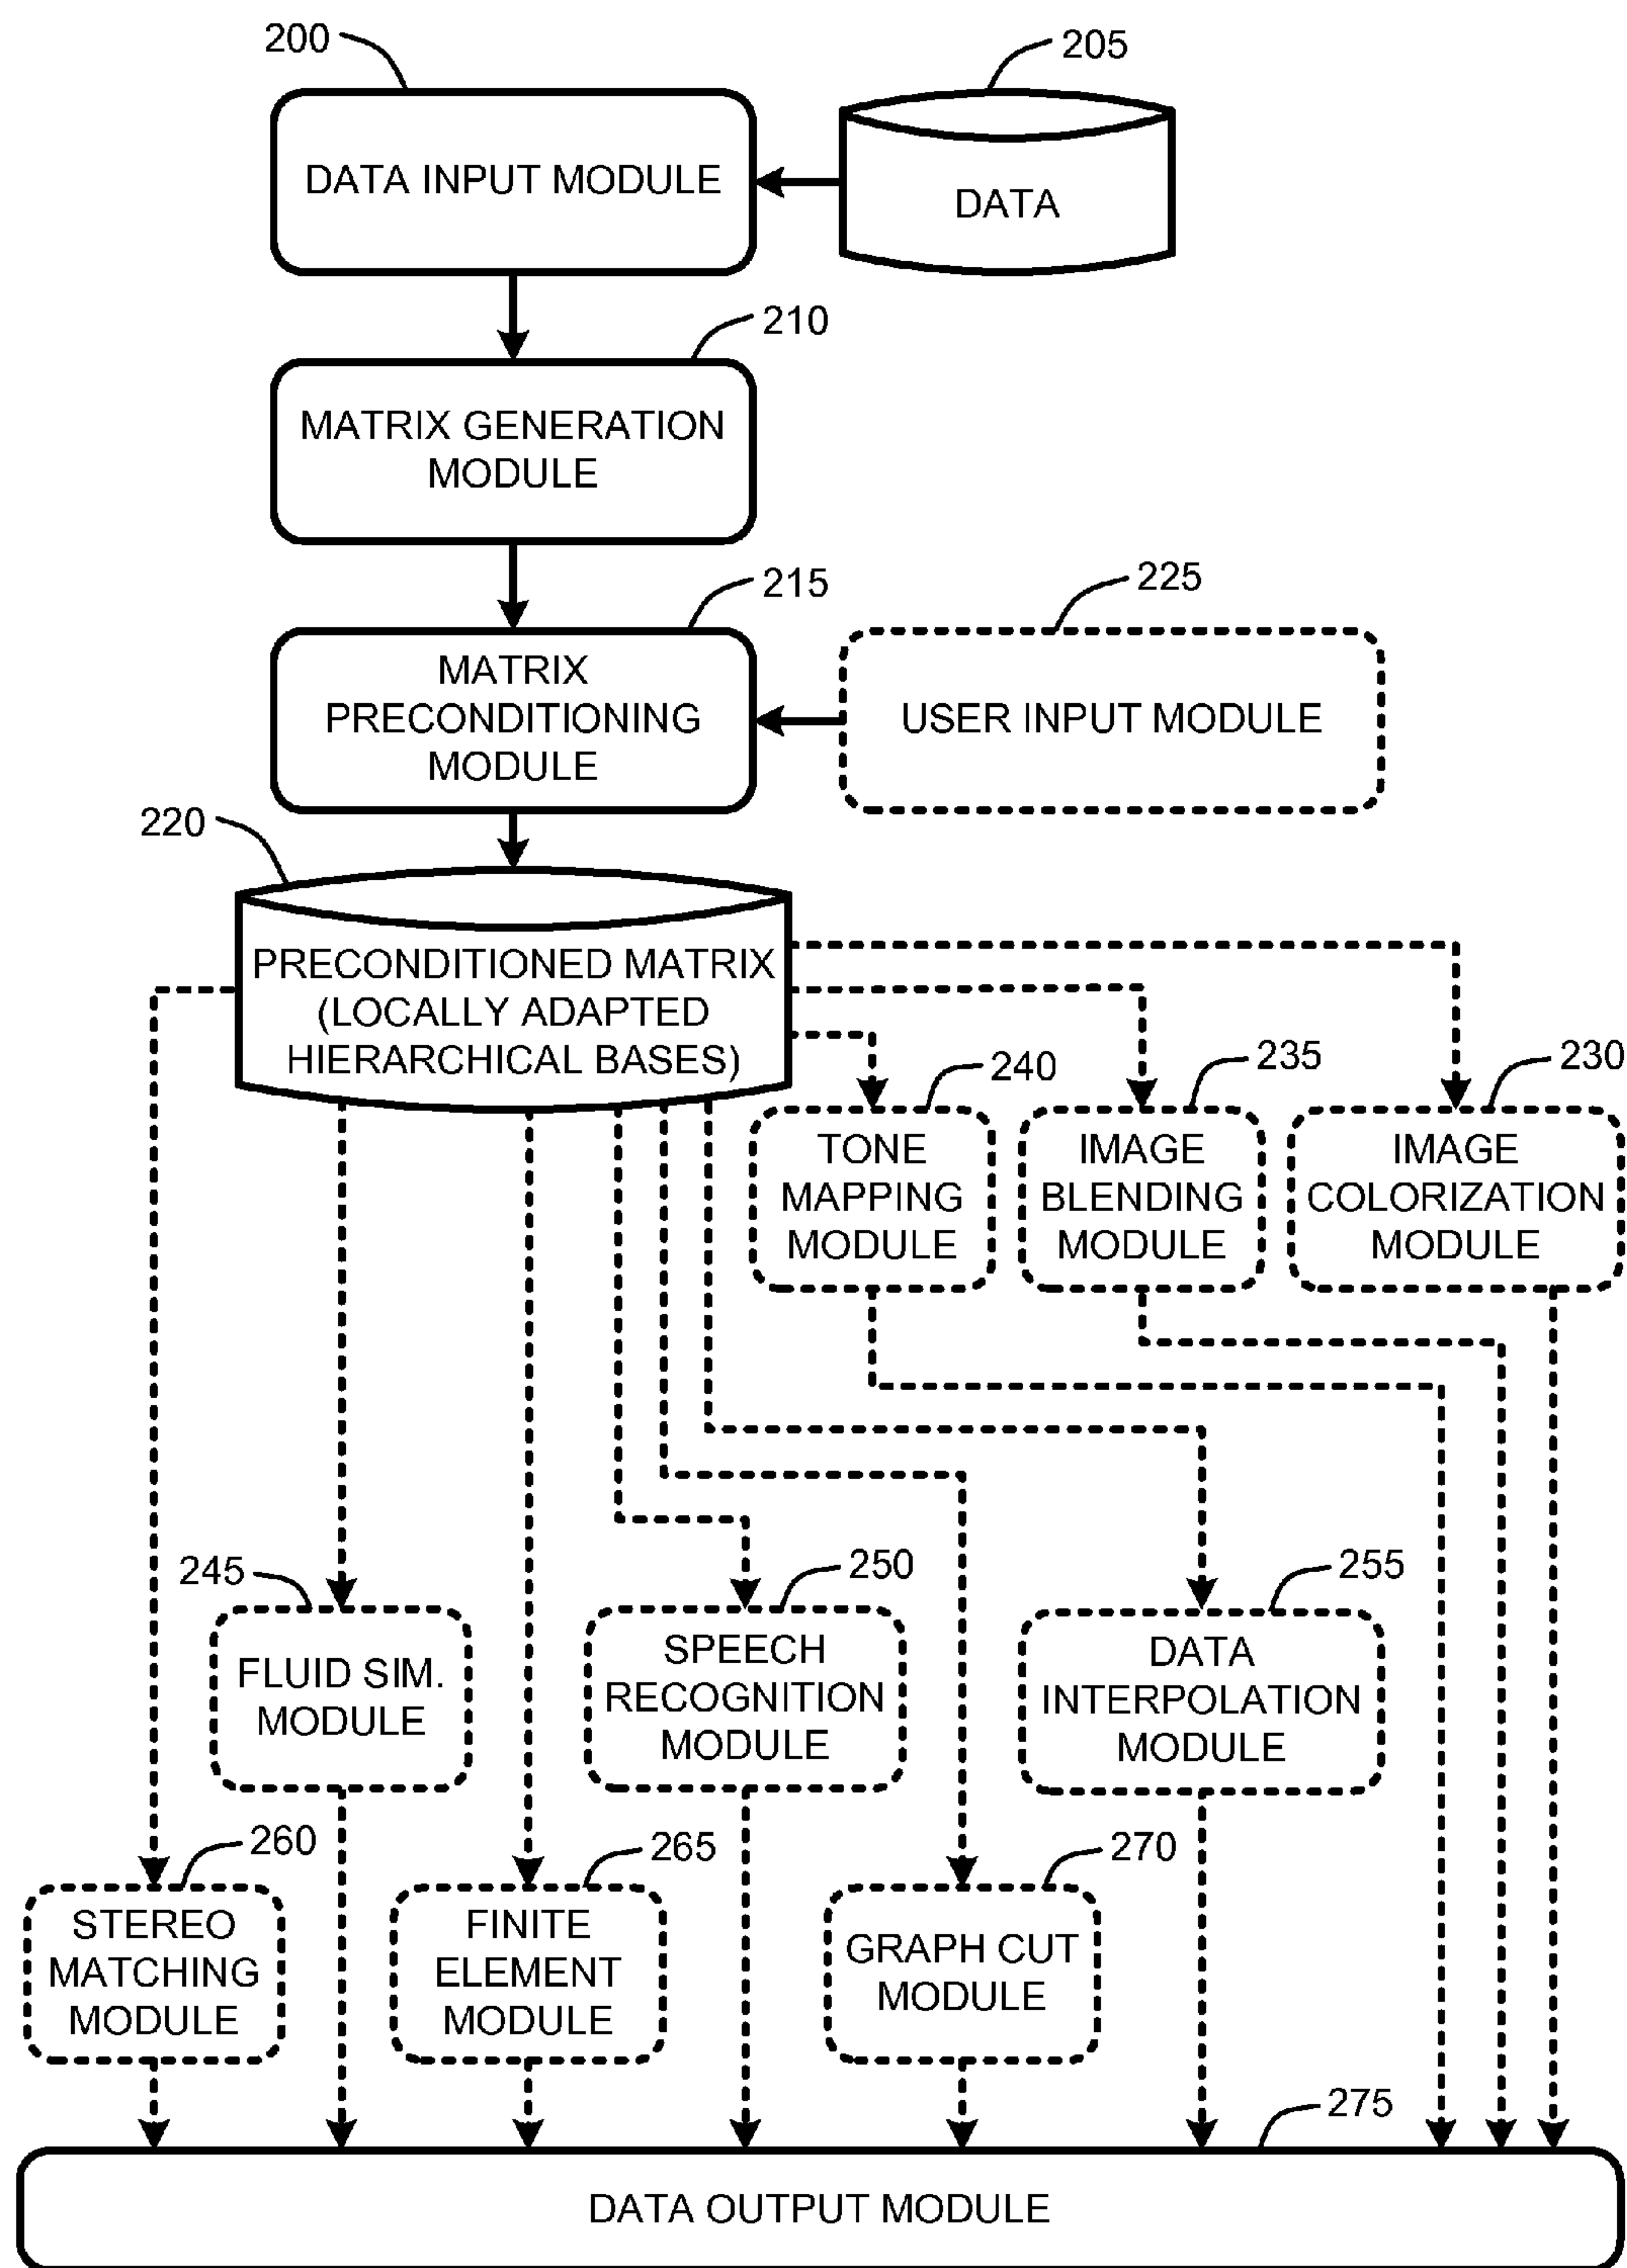 200
205
DATA INPUT MODULE
DATA
210
MATRIX GENERATION
MODULE
215
225
MATRIX
PRECONDITIONING
MODULE
USER INPUT MODULE
220
PRECONDITIONED MATRIX
(LOCALLY ADAPTED
HIERARCHICAL BASES)
240
235
230
TONE
MAPPING
MODULE
IMAGE
BLENDING
MODULE
IMAGE
COLORIZATION
MODULE
245
250
255
FLUID SIM.
MODULE
SPEECH
RECOGNITION
MODULE
DATA
INTERPOLATION
MODULE
260
265
270
STEREO
MATCHING
MODULE
FINITE
ELEMENT
MODULE
GRAPH CUT
MODULE
275
DATA OUTPUT MODULE